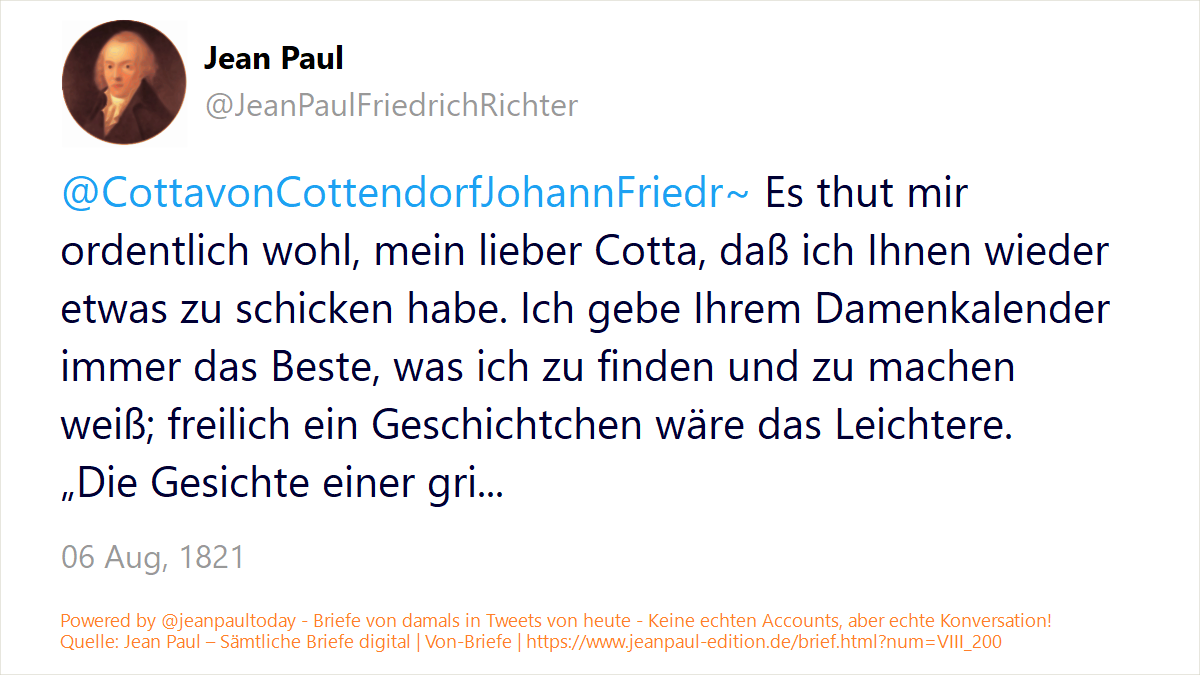 Jean Paul
@JeanPaulFriedrichRichter
@CottavonCottendorfJohannFriedr~ Es thut mir
ordentlich wohl, mein lieber Cotta, daß ich Ihnen wieder
etwas zu schicken habe. Ich gebe Ihrem Damenkalender
immer das Beste, was ich zu finden und zu machen
weiß; freilich ein Geschichtchen wäre das Leichtere.
„Die Gesichte einer gri...
06 Aug, 1821
Powered by @jeanpaultoday - Briefe von damals in Tweets von heute - Keine echten Accounts, aber echte Konversation!
Quelle: Jean Paul – Sämtliche Briefe digital | Von-Briefe | https://www.jeanpaul-edition.de/brief.html?num=VIII_200